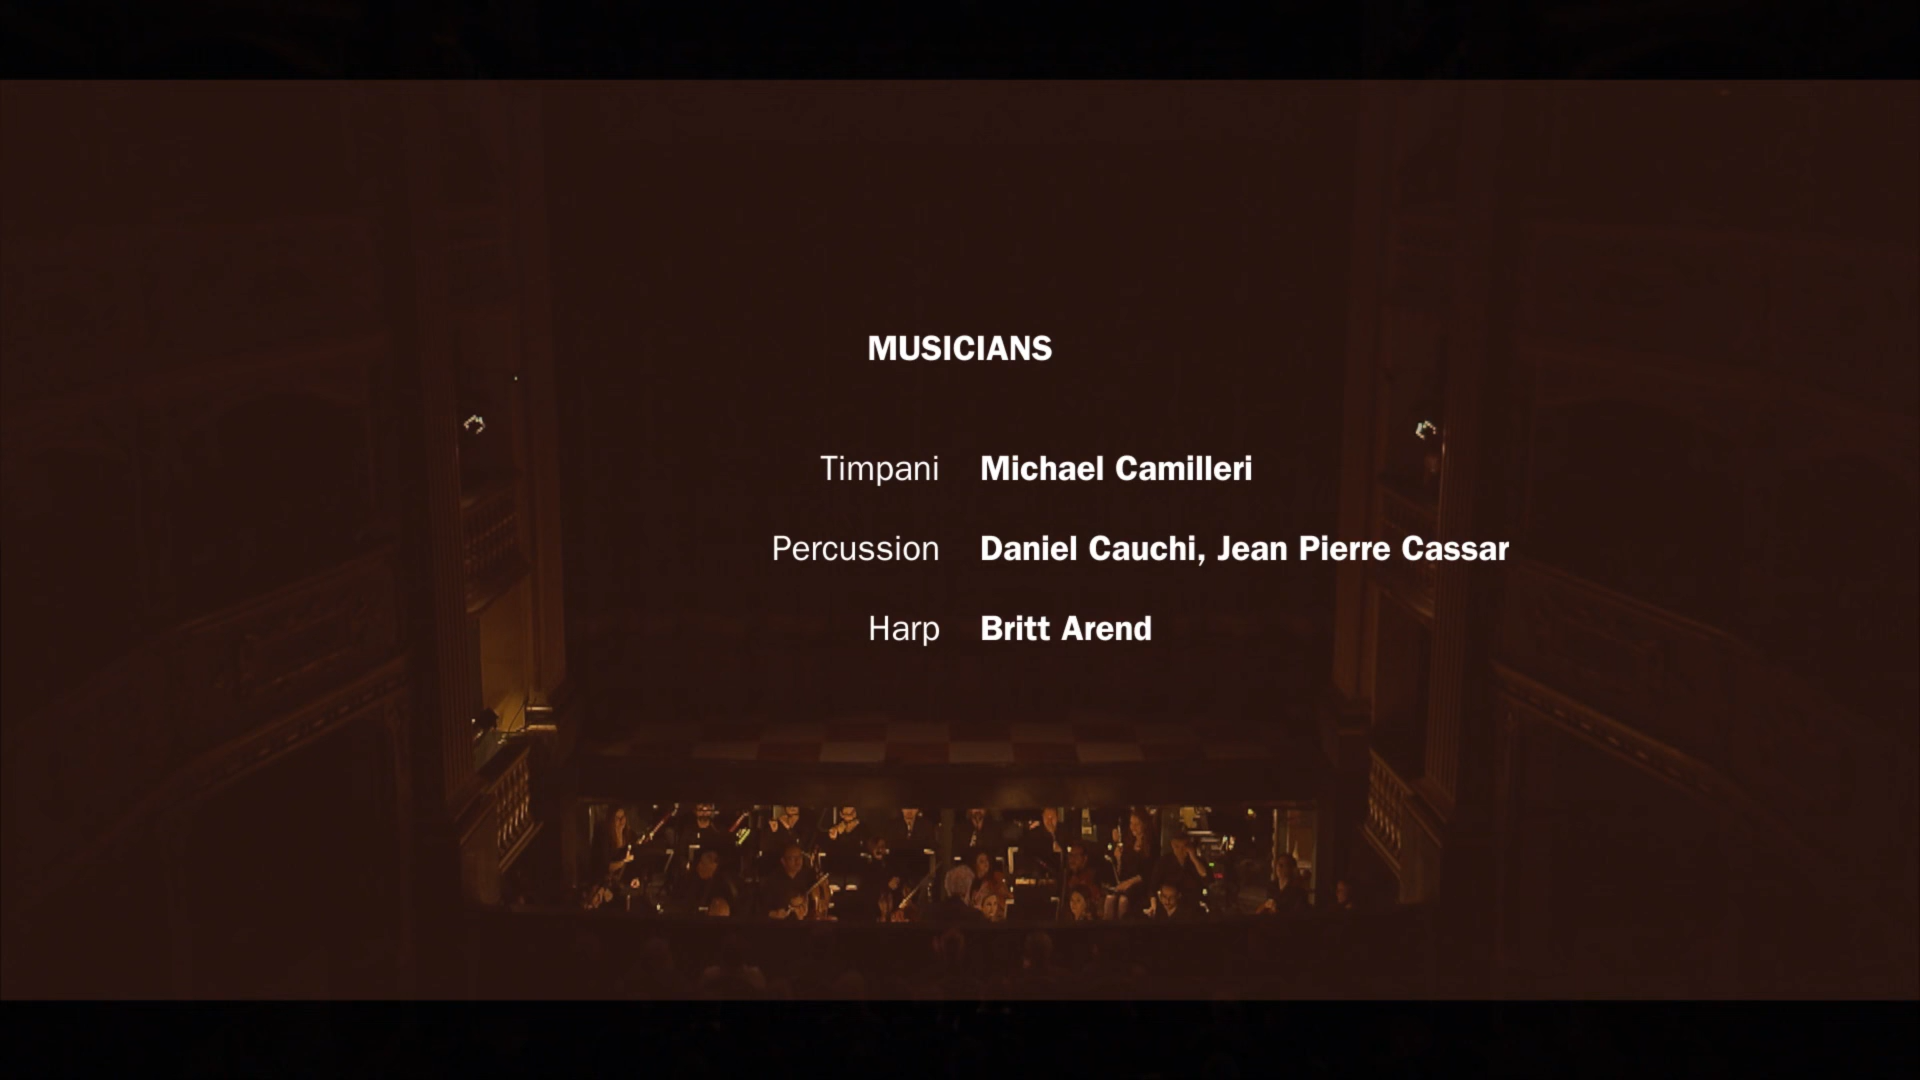 MUSICIANS
Timpani Michael Camilleri
Percussion Daniel Cauchi, Jean Pierre Cassar
Harp Britt Arend